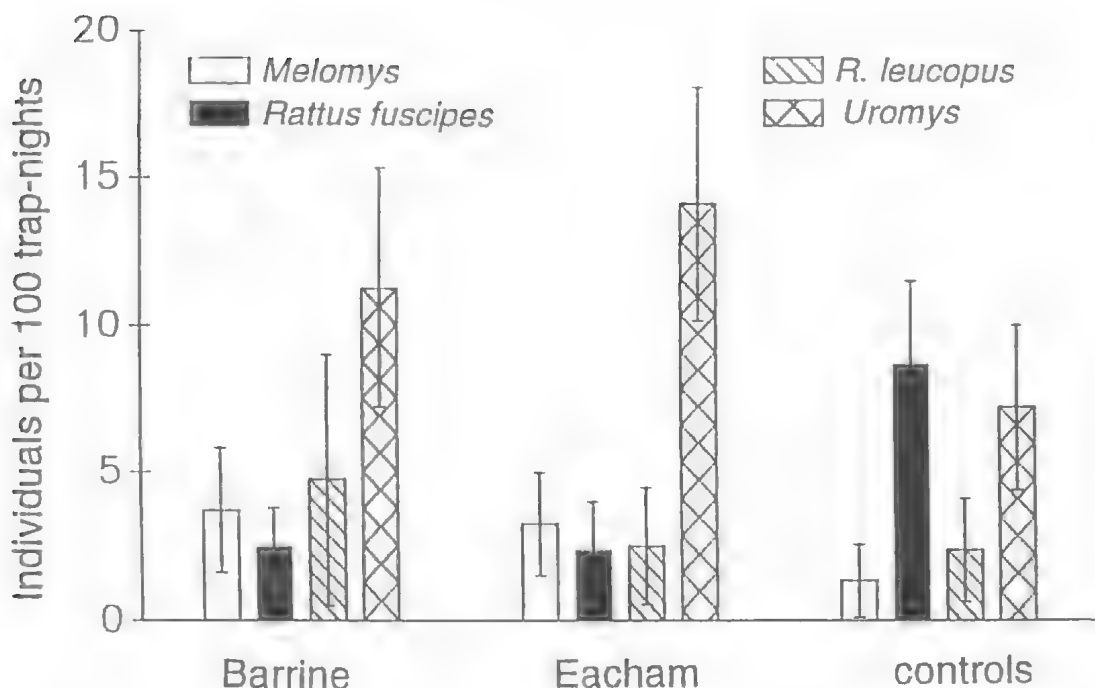 Individuals per 100 trap-nights
20
15
10
5
0
Melomys
Rattus fuscipes
R. leucopus
Uromys
Barrine
Eacham
controls